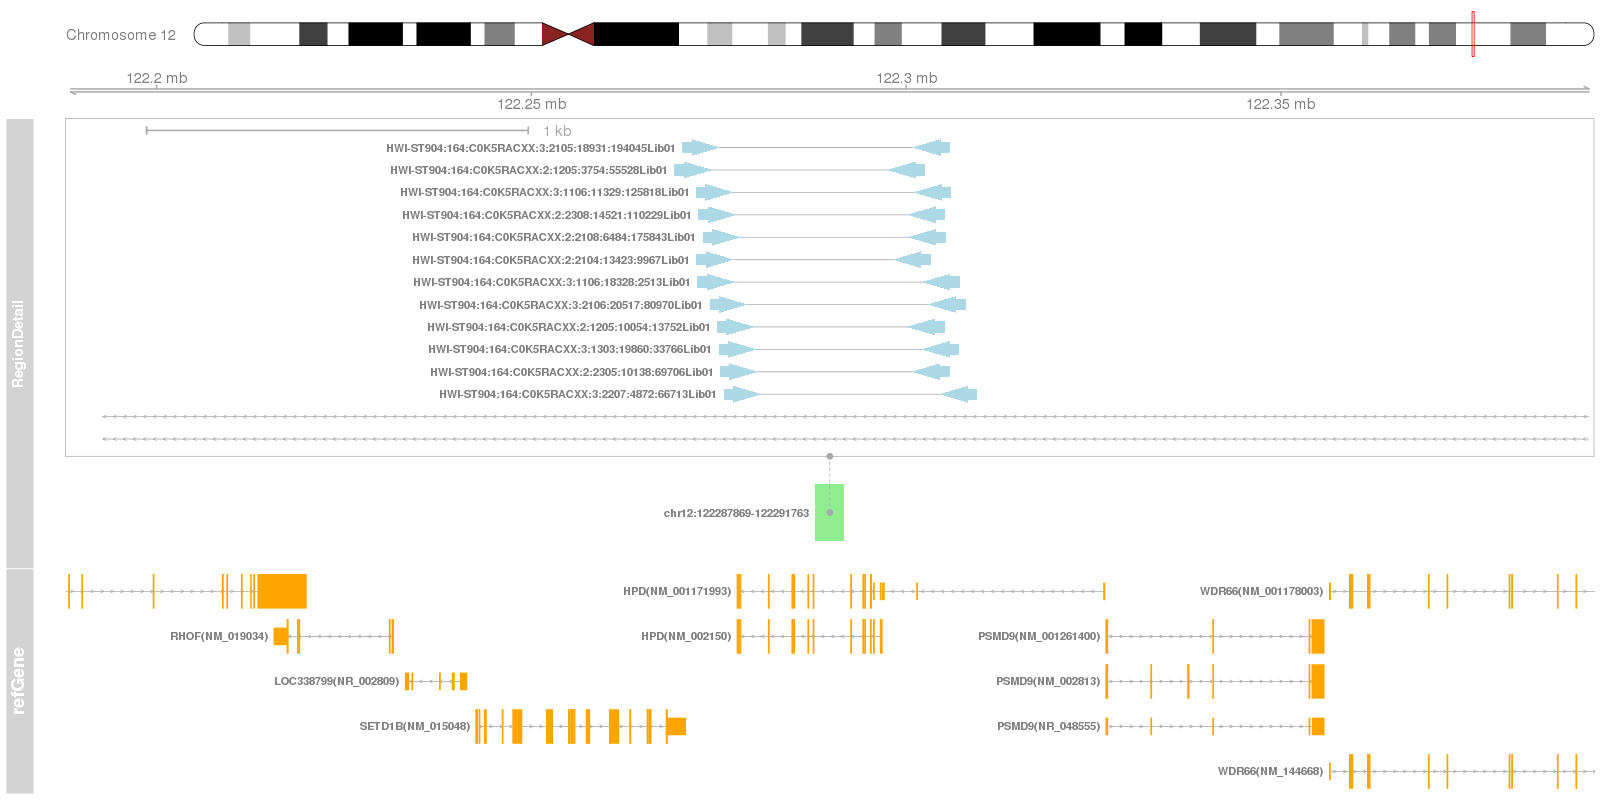 Chromosome 12
122.2 mb
122.3 mb
122.25 mb
122.35 mb
RegionDetail
1 kb
HWI-ST904:164:C0K5RACXX:3:2105:18931:194045Lib01
HWI-ST904:164:C0K5RACXX:2:1205:3754:55528Lib01
HWI-ST904:164:C0K5RACXX:3:1106:11329:125818Lib01
HWI-ST904:164:C0K5RACXX:2:2308:14521:110229Lib01
HWI-ST904:164:C0K5RACXX:2:2108:6484:175843Lib01
HWI-ST904:164:C0K5RACXX:2:2104:13423:9967Lib01
HWI-ST904:164:C0K5RACXX:3:1106:18328:2513Lib01
HWI-ST904:164:C0K5RACXX:3:2106:20517:80970Lib01
HWI-ST904:164:C0K5RACXX:2:1205:10054:13752Lib01
HWI-ST904:164:C0K5RACXX:3:1303:19860:33766Lib01
HWI-ST904:164:C0K5RACXX:2:2305:10138:69706Lib01
HWI-ST904:164:C0K5RACXX:3:2207:4872:66713Lib01
chr12:122287869-122291763
refGene
HPD(NM_001171993)
WDR66(NM_001178003)
RHOF(NM_019034)
HPD(NM_002150)
PSMD9(NM_001261400)
LOC338799(NR_002809)
PSMD9(NM_002813)
SETD1B(NM_015048)
PSMD9(NR_048555)
WDR66(NM_144668)